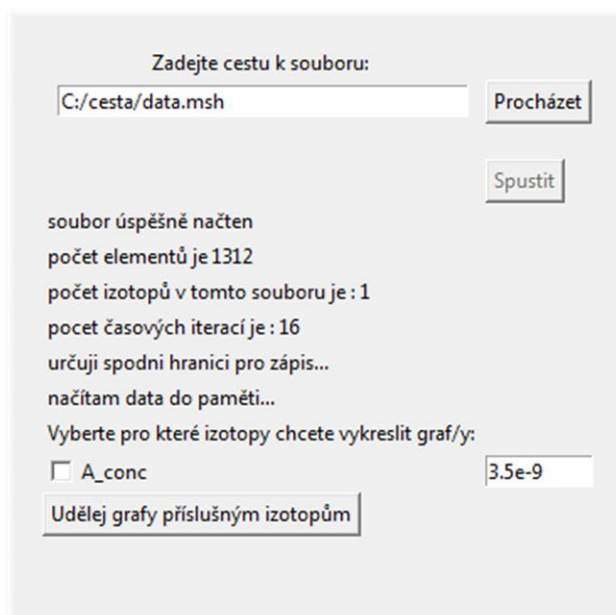 Zadejte cestu k souboru:
C:/cesta/data.msh Procházet
Spustit
soubor úspěšně načten
počet elementů je 1312
počet izotopů v tomto souboru je : 1
pocet časových iterací je : 16
určuji spodni hranici pro zápis...
načítam data do paměti...
Vyberte pro které izotopy chcete vykreslit graf/y:
A_conc 3.5e-9
Udělej grafy příslušným izotopům